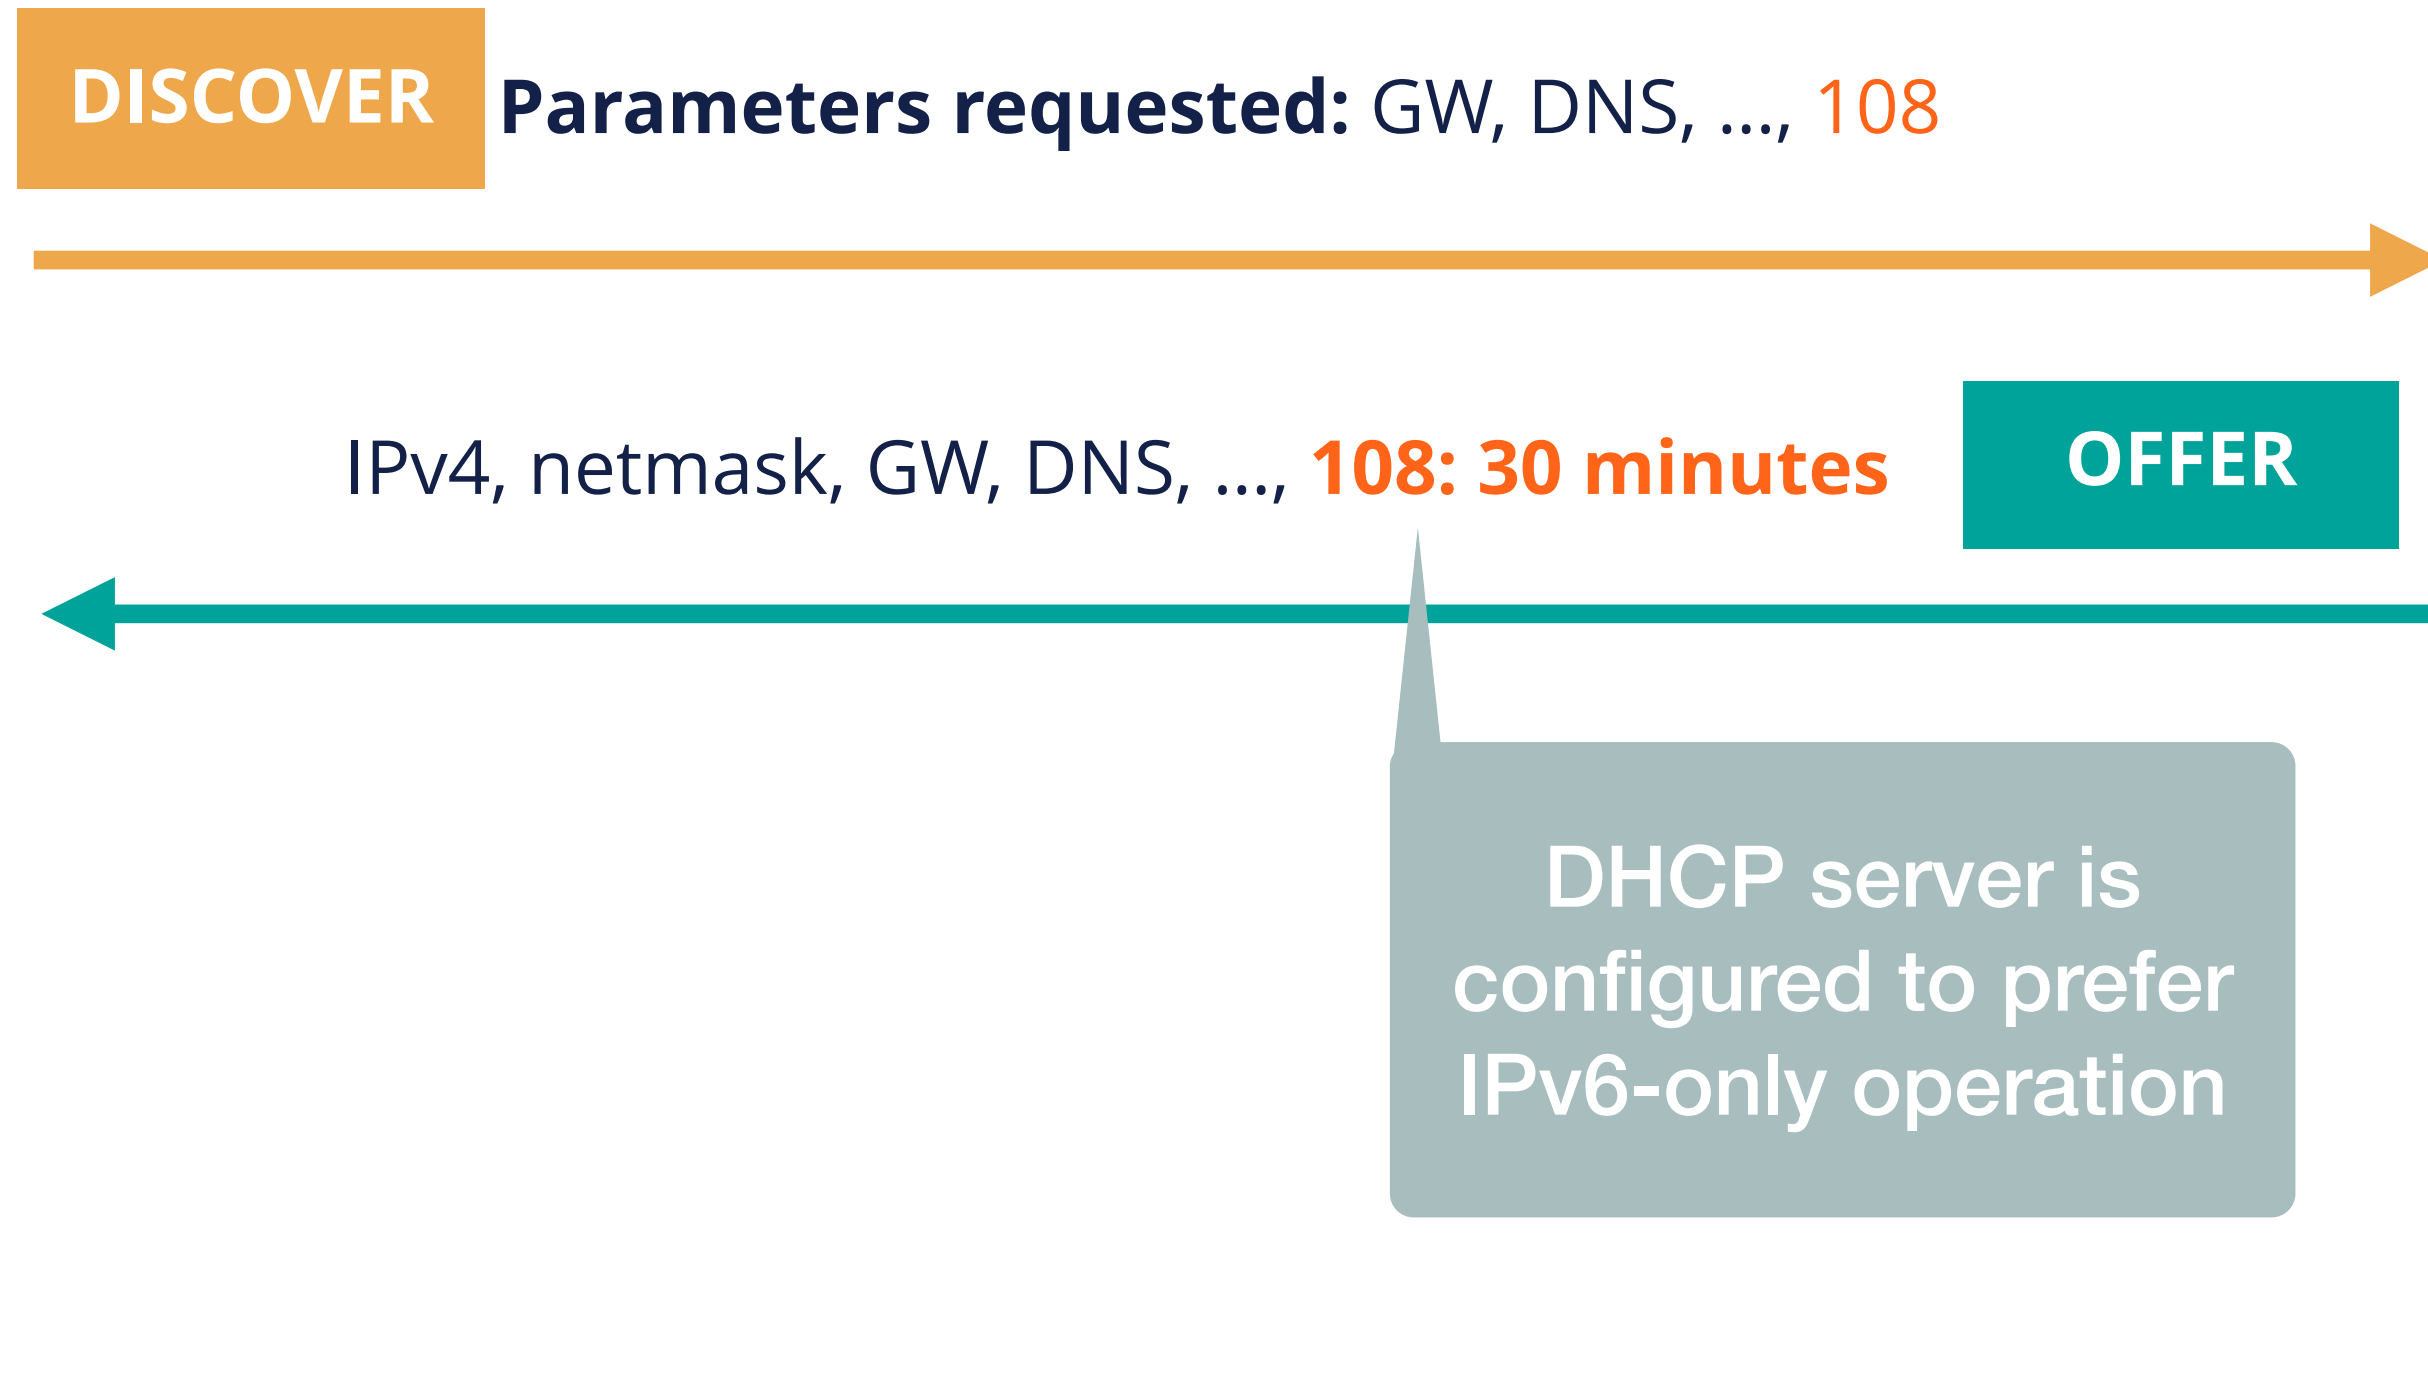 DISCOVER Parameters requested: GW, DNS, ..., 108
IPv4, netmask, GW, DNS, ..., 108: 30 minutes OFFER
DHCP server is
configured to prefer
IPv6-only operation